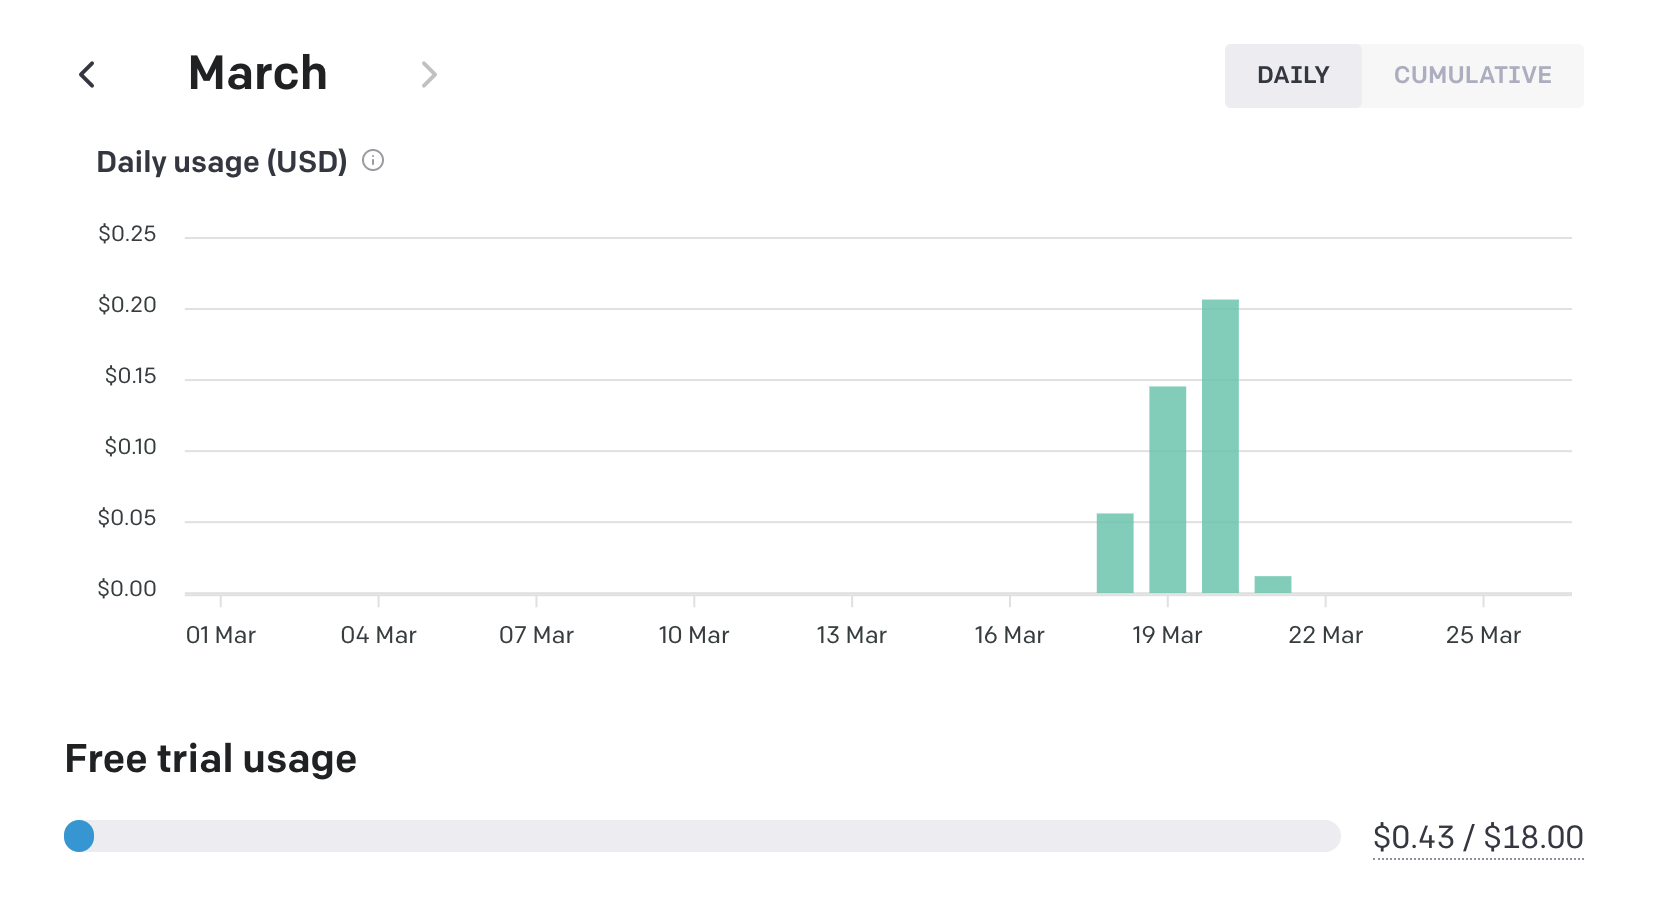 March
DAILY CUMULATIVE
Daily usage (USD)
$0.25
$0.20
$0.15
$0.10
$0.05
$0.00
01 Mar 04 Mar 07 Mar 10 Mar 13 Mar 16 Mar 19 Mar 22 Mar 25 Mar
Free trial usage
$0.43 / $18.00